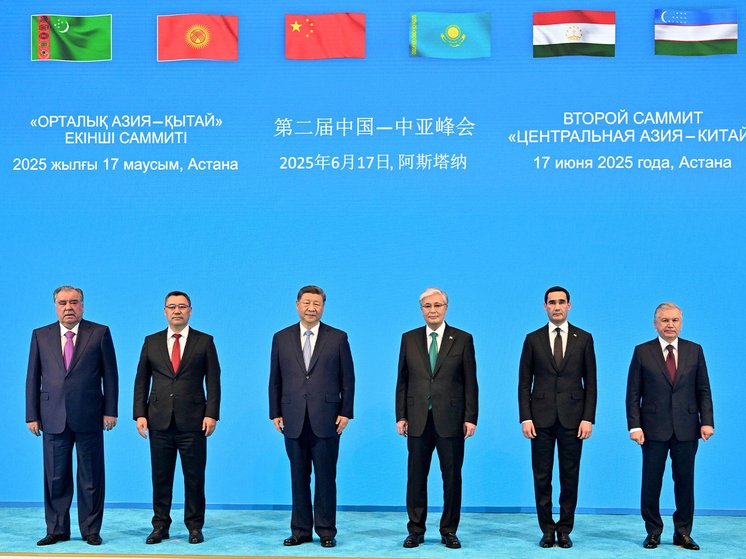 «ОРТАЛЫҚ АЗИЯ—ҚЫТАЙ»
ЕКІНШІ САММИТІ
2025 жылғы 17 маусым, Астана
第二届中国—中亚峰会
2025年6月17日, 阿斯塔纳
ВТОРОЙ САММИТ
«ЦЕНТРАЛЬНАЯ АЗИЯ—КИТАЙ
17 июня 2025 года, Астана